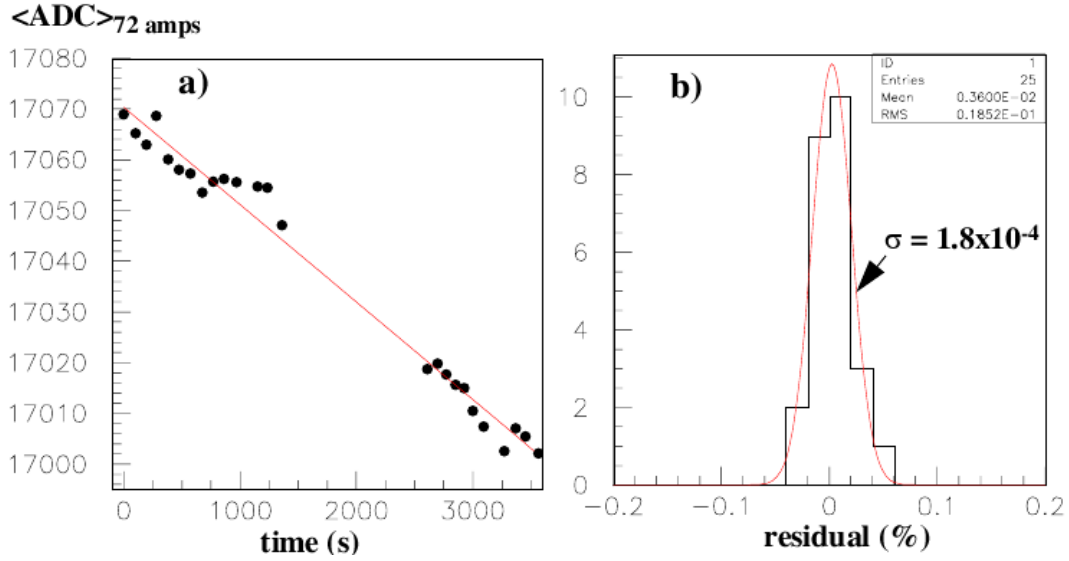 <ADC>72 amps
a)
17080
17070
17060
17050
17040
17030
17020
17010
17000
0 1000 2000 3000
time (s)
b)
ID 1
Entries 25
Mean 0.3600E-02
RMS 0.1852E-01
σ = 1.8x10-4
10
8
6
4
2
0
-0.2 -0.1 0 0.1 0.2
residual (%)